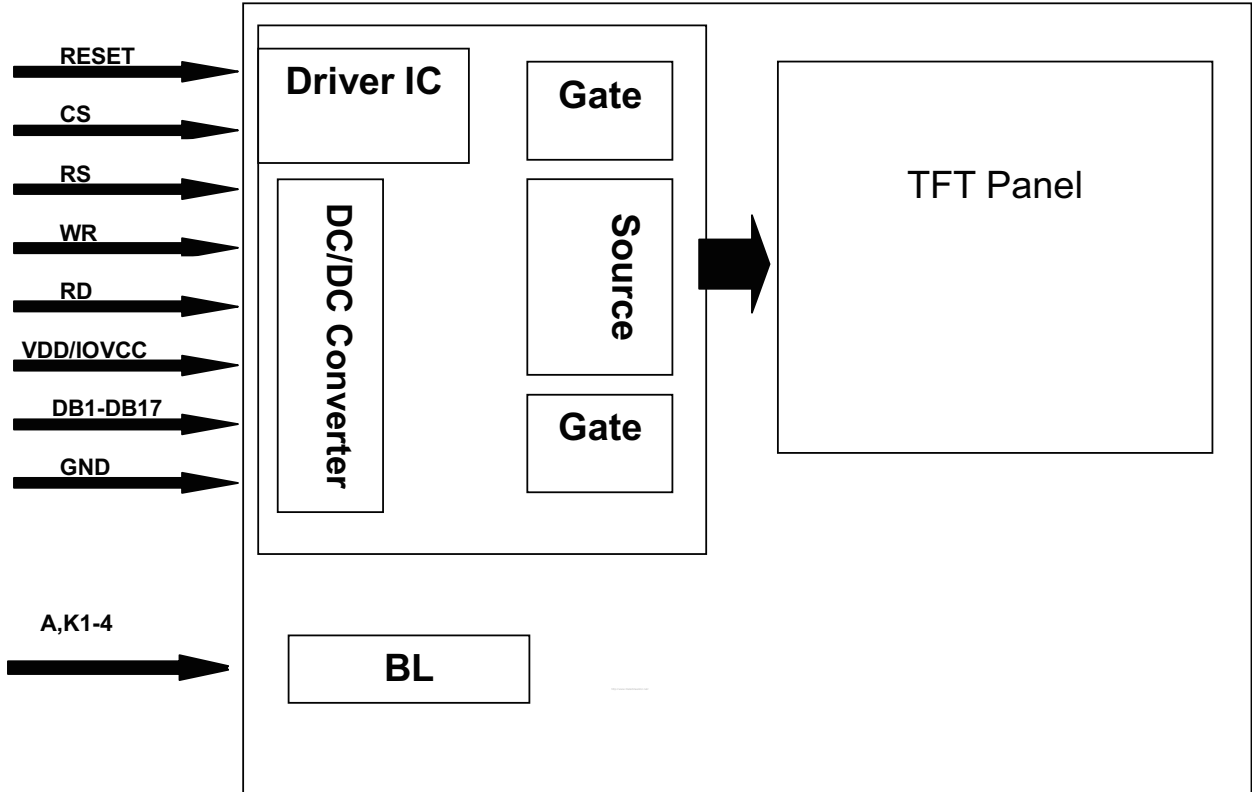 RESET
CS
RS
WR
RD
VDD/IOVCC
DB1-DB17
GND
A,K1-4
Driver IC
DC/DC Converter
Gate
Source
Gate
BL
TFT Panel